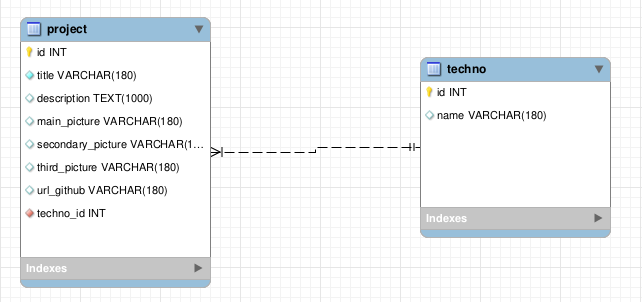 project
id INT
title VARCHAR(180)
description TEXT(1000)
main_picture VARCHAR(180)
secondary_picture VARCHAR(1...
third_picture VARCHAR(180)
url_github VARCHAR(180)
techno_id INT
Indexes
techno
id INT
name VARCHAR(180)
Indexes